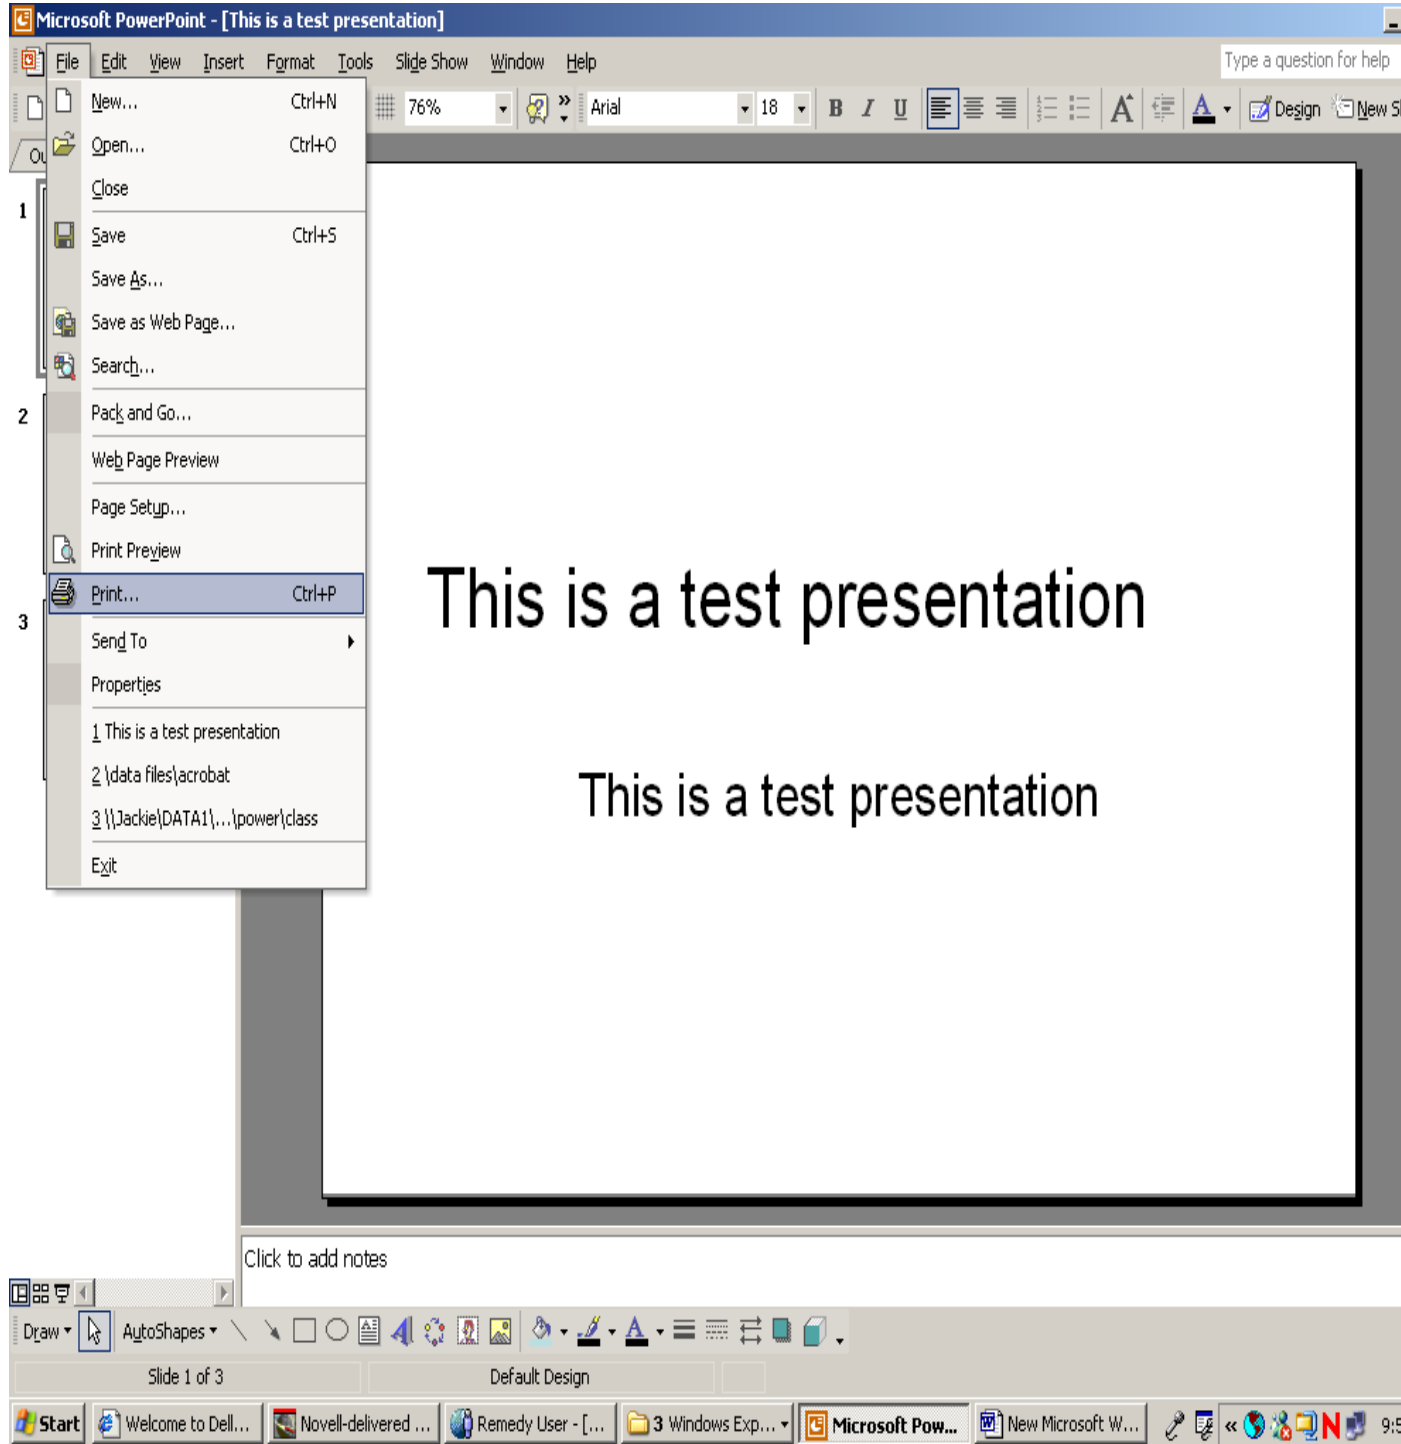 Microsoft PowerPoint - [This is a test presentation]
File Edit View Insert Format Tools Slide Show Window Help Type a question for help
76% Arial 18 B I U A A Design New
New... Ctrl+N
Open... Ctrl+O
Close
1
Save Ctrl+S
Save As...
Save as Web Page...
Search...
2 Pack and Go...
Web Page Preview
Page Setup...
Print Preview
Print... Ctrl+P
3
Send To
Properties
1 This is a test presentation
2 \data files\acrobat
3 \\Jackie\DATA1\...\power\class
Exit
This is a test presentation
This is a test presentation
Click to add notes
Draw AutoShapes A A
Slide 1 of 3 Default Design
Start Welcome to Dell... Novell-delivered ... Remedy User - [... 3 Windows Exp... Microsoft Pow... New Microsoft W... « N